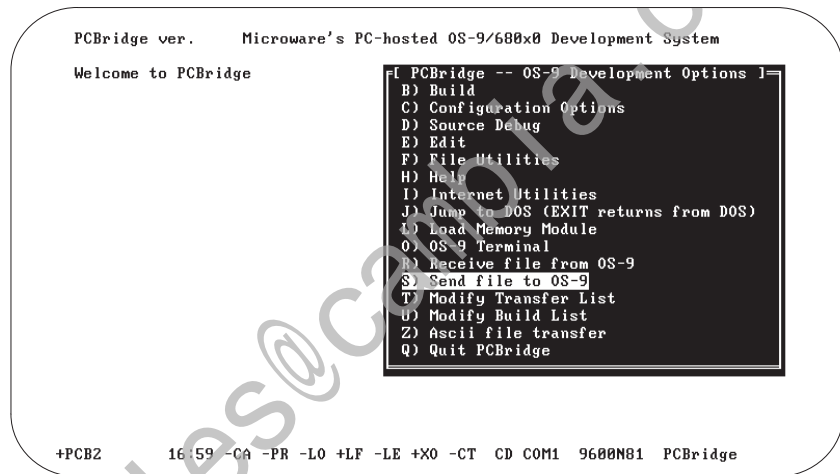 PCBridge ver. Microware's PC-hosted OS-9/680x0 Development System
Welcome to PCBridge
[ PCBridge -- OS-9 Development Options ]
B) Build
C) Configuration Options
D) Source Debug
E) Edit
F) File Utilities
H) Help
I) Internet Utilities
J) Jump to DOS (EXIT returns from DOS)
L) Load Memory Module
O) OS-9 Terminal
R) Receive file from OS-9
S) Send file to OS-9
T) Modify Transfer List
U) Modify Build List
Z) Ascii file transfer
Q) Quit PCBridge
+PCB2 16:59 -CA -PR -LO +LF -LE +XO -CT CD COM1 9600N81 PCBridge
es@cambia.c